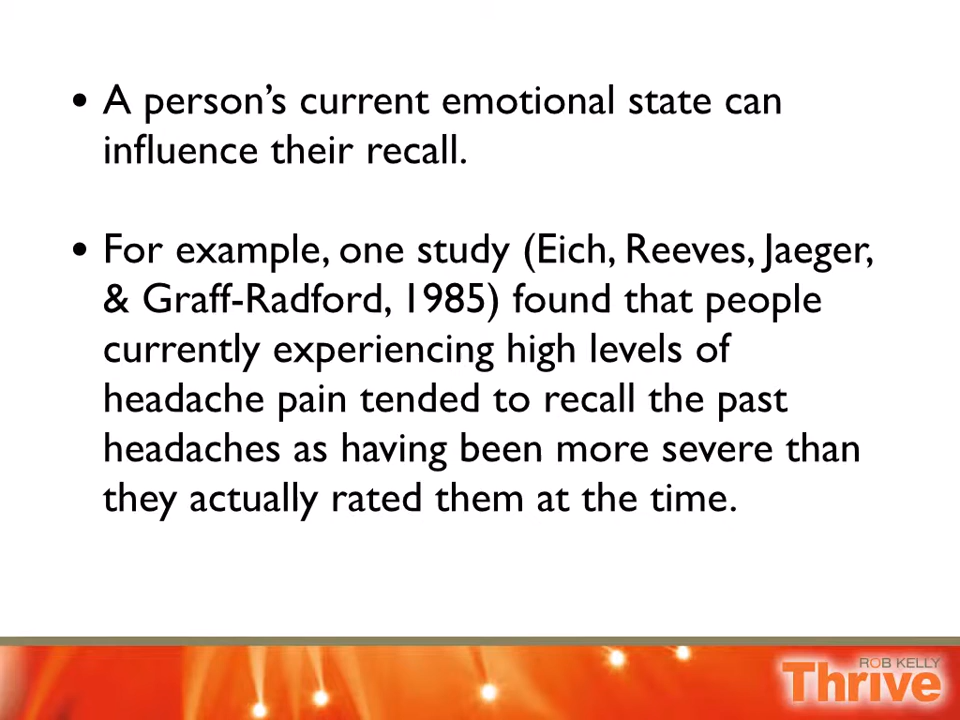 • A person’s current emotional state can
influence their recall.
• For example, one study (Eich, Reeves, Jaeger,
& Graff-Radford, 1985) found that people
currently experiencing high levels of
headache pain tended to recall the past
headaches as having been more severe than
they actually rated them at the time.
ROB KELLY
Thrive